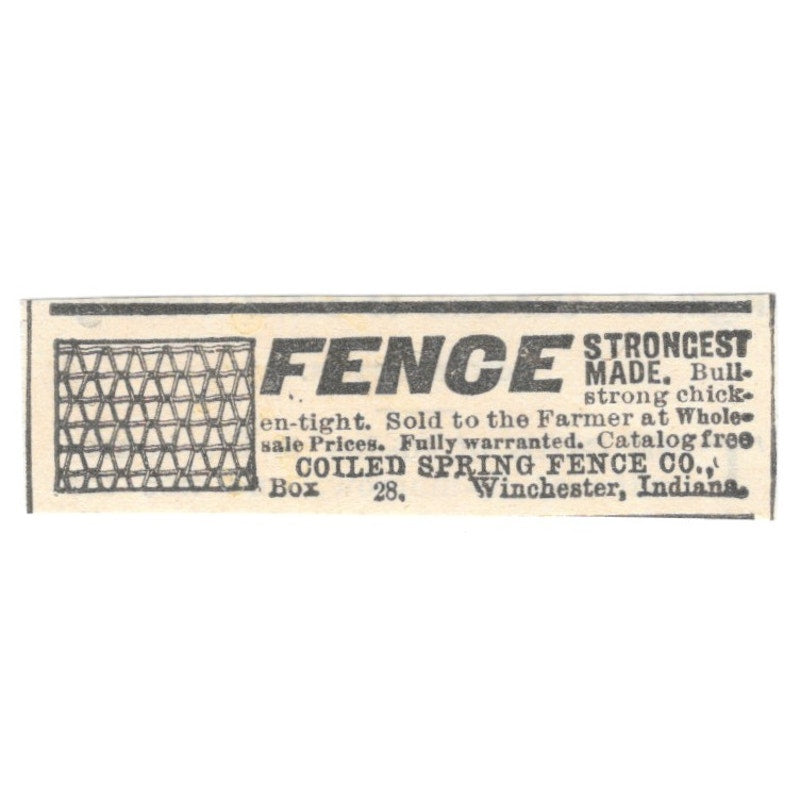 FENCE STRONGEST
MADE. Bull-
strong chick-
en-tight. Sold to the Farmer at Whole-
sale Prices. Fully warranted. Catalog free
COILED SPRING FENCE CO.,
Box 28, Winchester, Indiana.